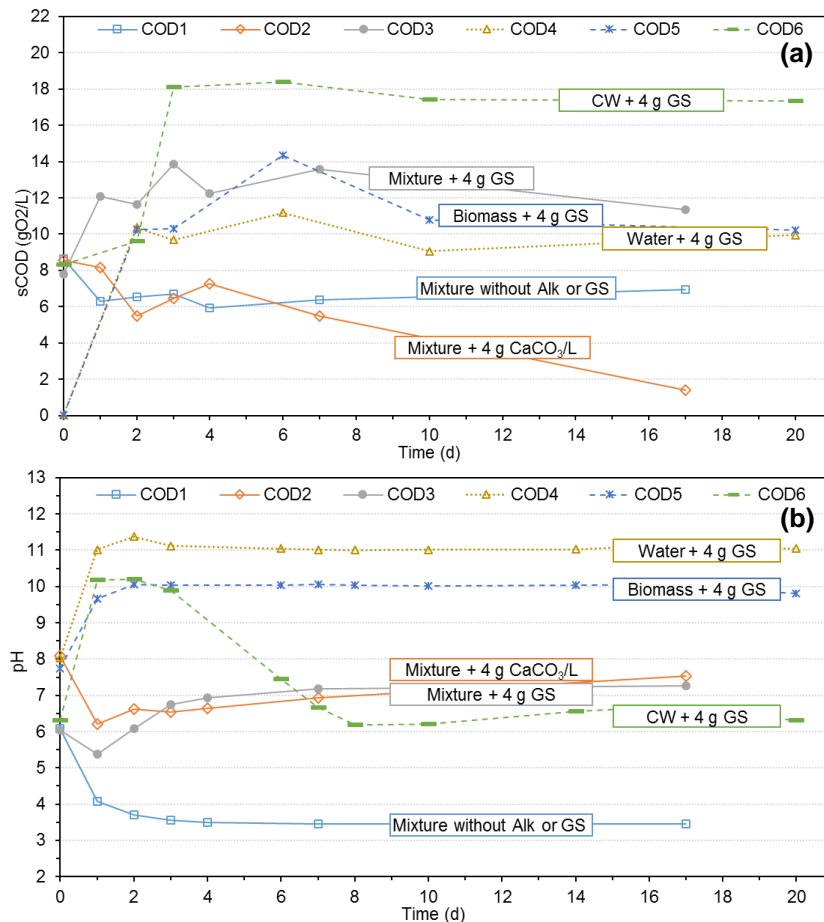 COD1 COD2 COD3 COD4 COD5 COD6
(a)
22
20
18
16
14
12
10
8
6
4
2
0
sCOD (gO2/L)
CW + 4 g GS
Mixture + 4 g GS
Biomass + 4 g GS
Water + 4 g GS
Mixture without Alk or GS
Mixture + 4 g CaCO₃/L
0 2 4 6 8 10 12 14 16 18 20
Time (d)
COD1 COD2 COD3 COD4 COD5 COD6
(b)
13
12
11
10
9
8
7
6
5
4
3
2
pH
Water + 4 g GS
Biomass + 4 g GS
Mixture + 4 g CaCO₃/L
Mixture + 4 g GS
CW + 4 g GS
Mixture without Alk or GS
0 2 4 6 8 10 12 14 16 18 20
Time (d)